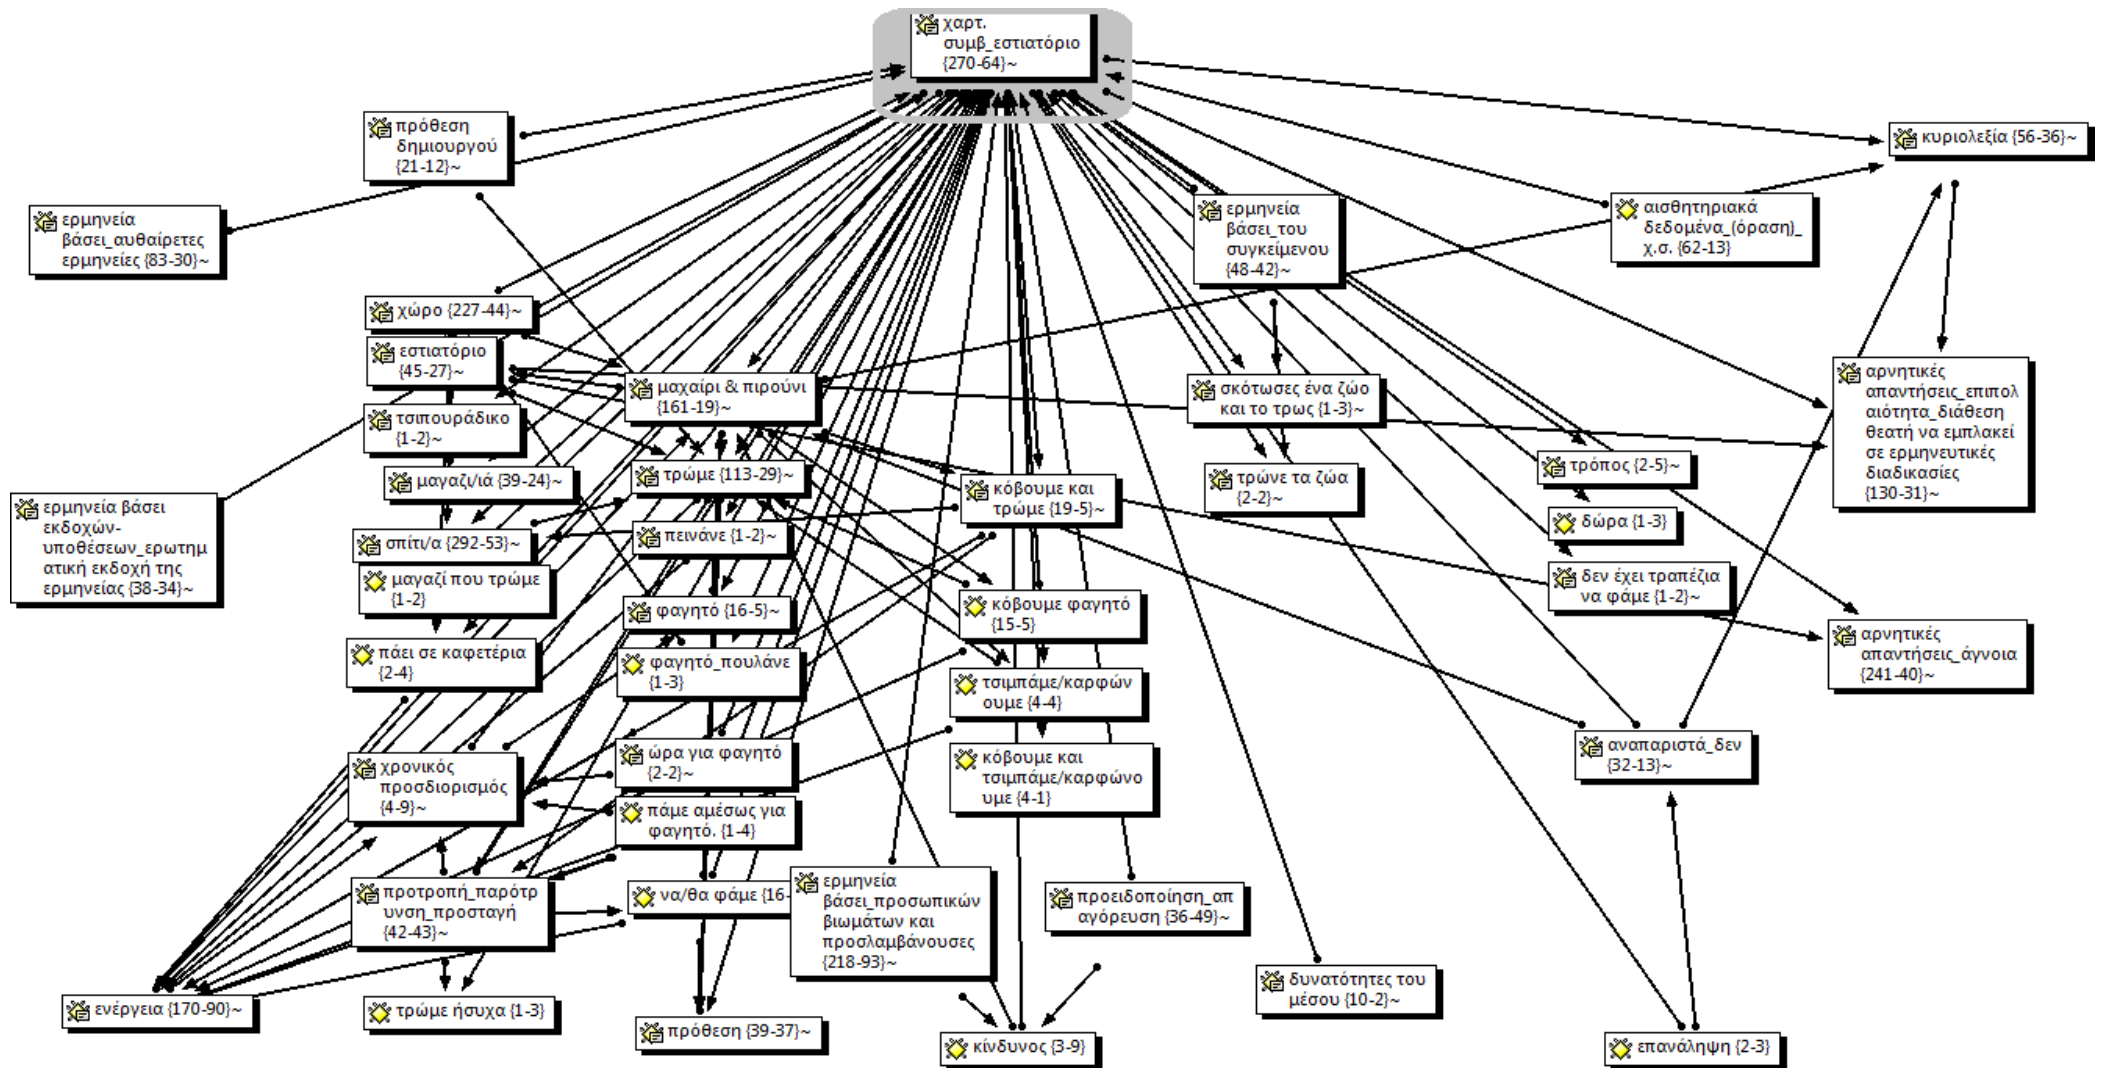 χαρτ.
συμβ_εστιατόριο
{270-64}~
πρόθεση
δημιουργού
{21-12}~
κυριολεξία {56-36}~
ερμηνεία
βάσει_αυθαίρετες
ερμηνείες {83-30}~
ερμηνεία
βάσει_του
συγκείμενου
{48-42}~
αισθητηριακά
δεδομένα_(όραση)_
χ.σ. {62-13}
χώρο {227-44}~
εστιατόριο
{45-27}~
μαχαίρι & πιρούνι
{161-19}~
σκότωσες ένα ζώο
και το τρως {1-3}~
αρνητικές
απαντήσεις_επιπολ
αιότητα_διάθεση
θεατή να εμπλακεί
σε ερμηνευτικές
διαδικασίες
{130-31}~
τσιπουράδικο
{1-2}~
μαγαζι/ιά {39-24}~
τρώμε {113-29}~
κόβουμε και
τρώμε {19-5}~
τρώνε τα ζώα
{2-2}~
τρόπος {2-5}~
ερμηνεία βάσει
εκδοχών-
υποθέσεων_ερωτημ
ατική εκδοχή της
ερμηνείας {38-34}~
σπίτι/α {292-53}~
πεινάνε {1-2}~
δώρα {1-3}
μαγαζί που τρώμε
{1-2}
φαγητό {16-5}~
κόβουμε φαγητό
{15-5}
δεν έχει τραπέζια
να φάμε {1-2}~
πάει σε καφετέρια
{2-4}
φαγητό_πουλάνε
{1-3}
τσιμπάμε/καρφών
ουμε {4-4}
αρνητικές
απαντήσεις_άγνοια
{241-40}~
χρονικός
προσδιορισμός
{4-9}~
ώρα για φαγητό
{2-2}~
κόβουμε και
τσιμπάμε/καρφώνο
υμε {4-1}
αναπαριστά_δεν
{32-13}~
πάμε αμέσως για
φαγητό. {1-4}
προτροπή_παρότρ
υνση_προσταγή
{42-43}~
να/θα φάμε {16-
ερμηνεία
βάσει_προσωπικών
βιωμάτων και
προσλαμβάνουσες
{218-93}~
προειδοποίηση_απ
αγόρευση {36-49}~
δυνατότητες του
μέσου {10-2}~
ενέργεια {170-90}~
τρώμε ήσυχα {1-3}
πρόθεση {39-37}~
κίνδυνος {3-9}
επανάληψη {2-3}